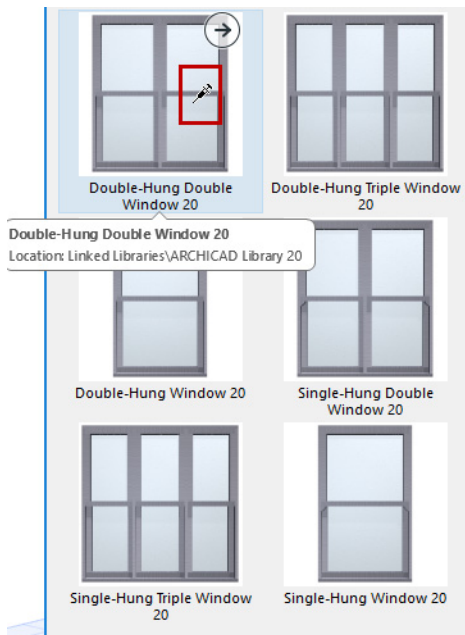 Double-Hung Double
Window 20
Double-Hung Triple Window
20
Double-Hung Double Window 20
Location: Linked Libraries\ARCHICAD Library 20
Double-Hung Window 20
Single-Hung Double
Window 20
Single-Hung Triple Window
20
Single-Hung Window 20